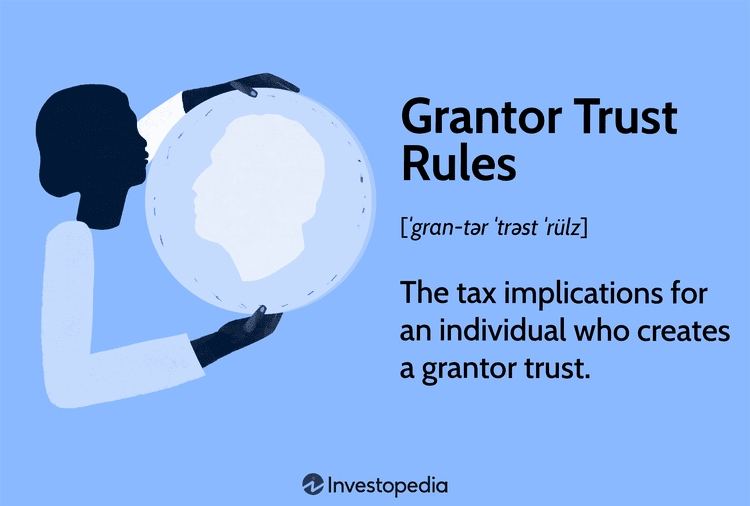 Grantor Trust
Rules
[ˈgran-tər ˈtrəst ˈrülz]
The tax implications for
an individual who creates
a grantor trust.
Investopedia